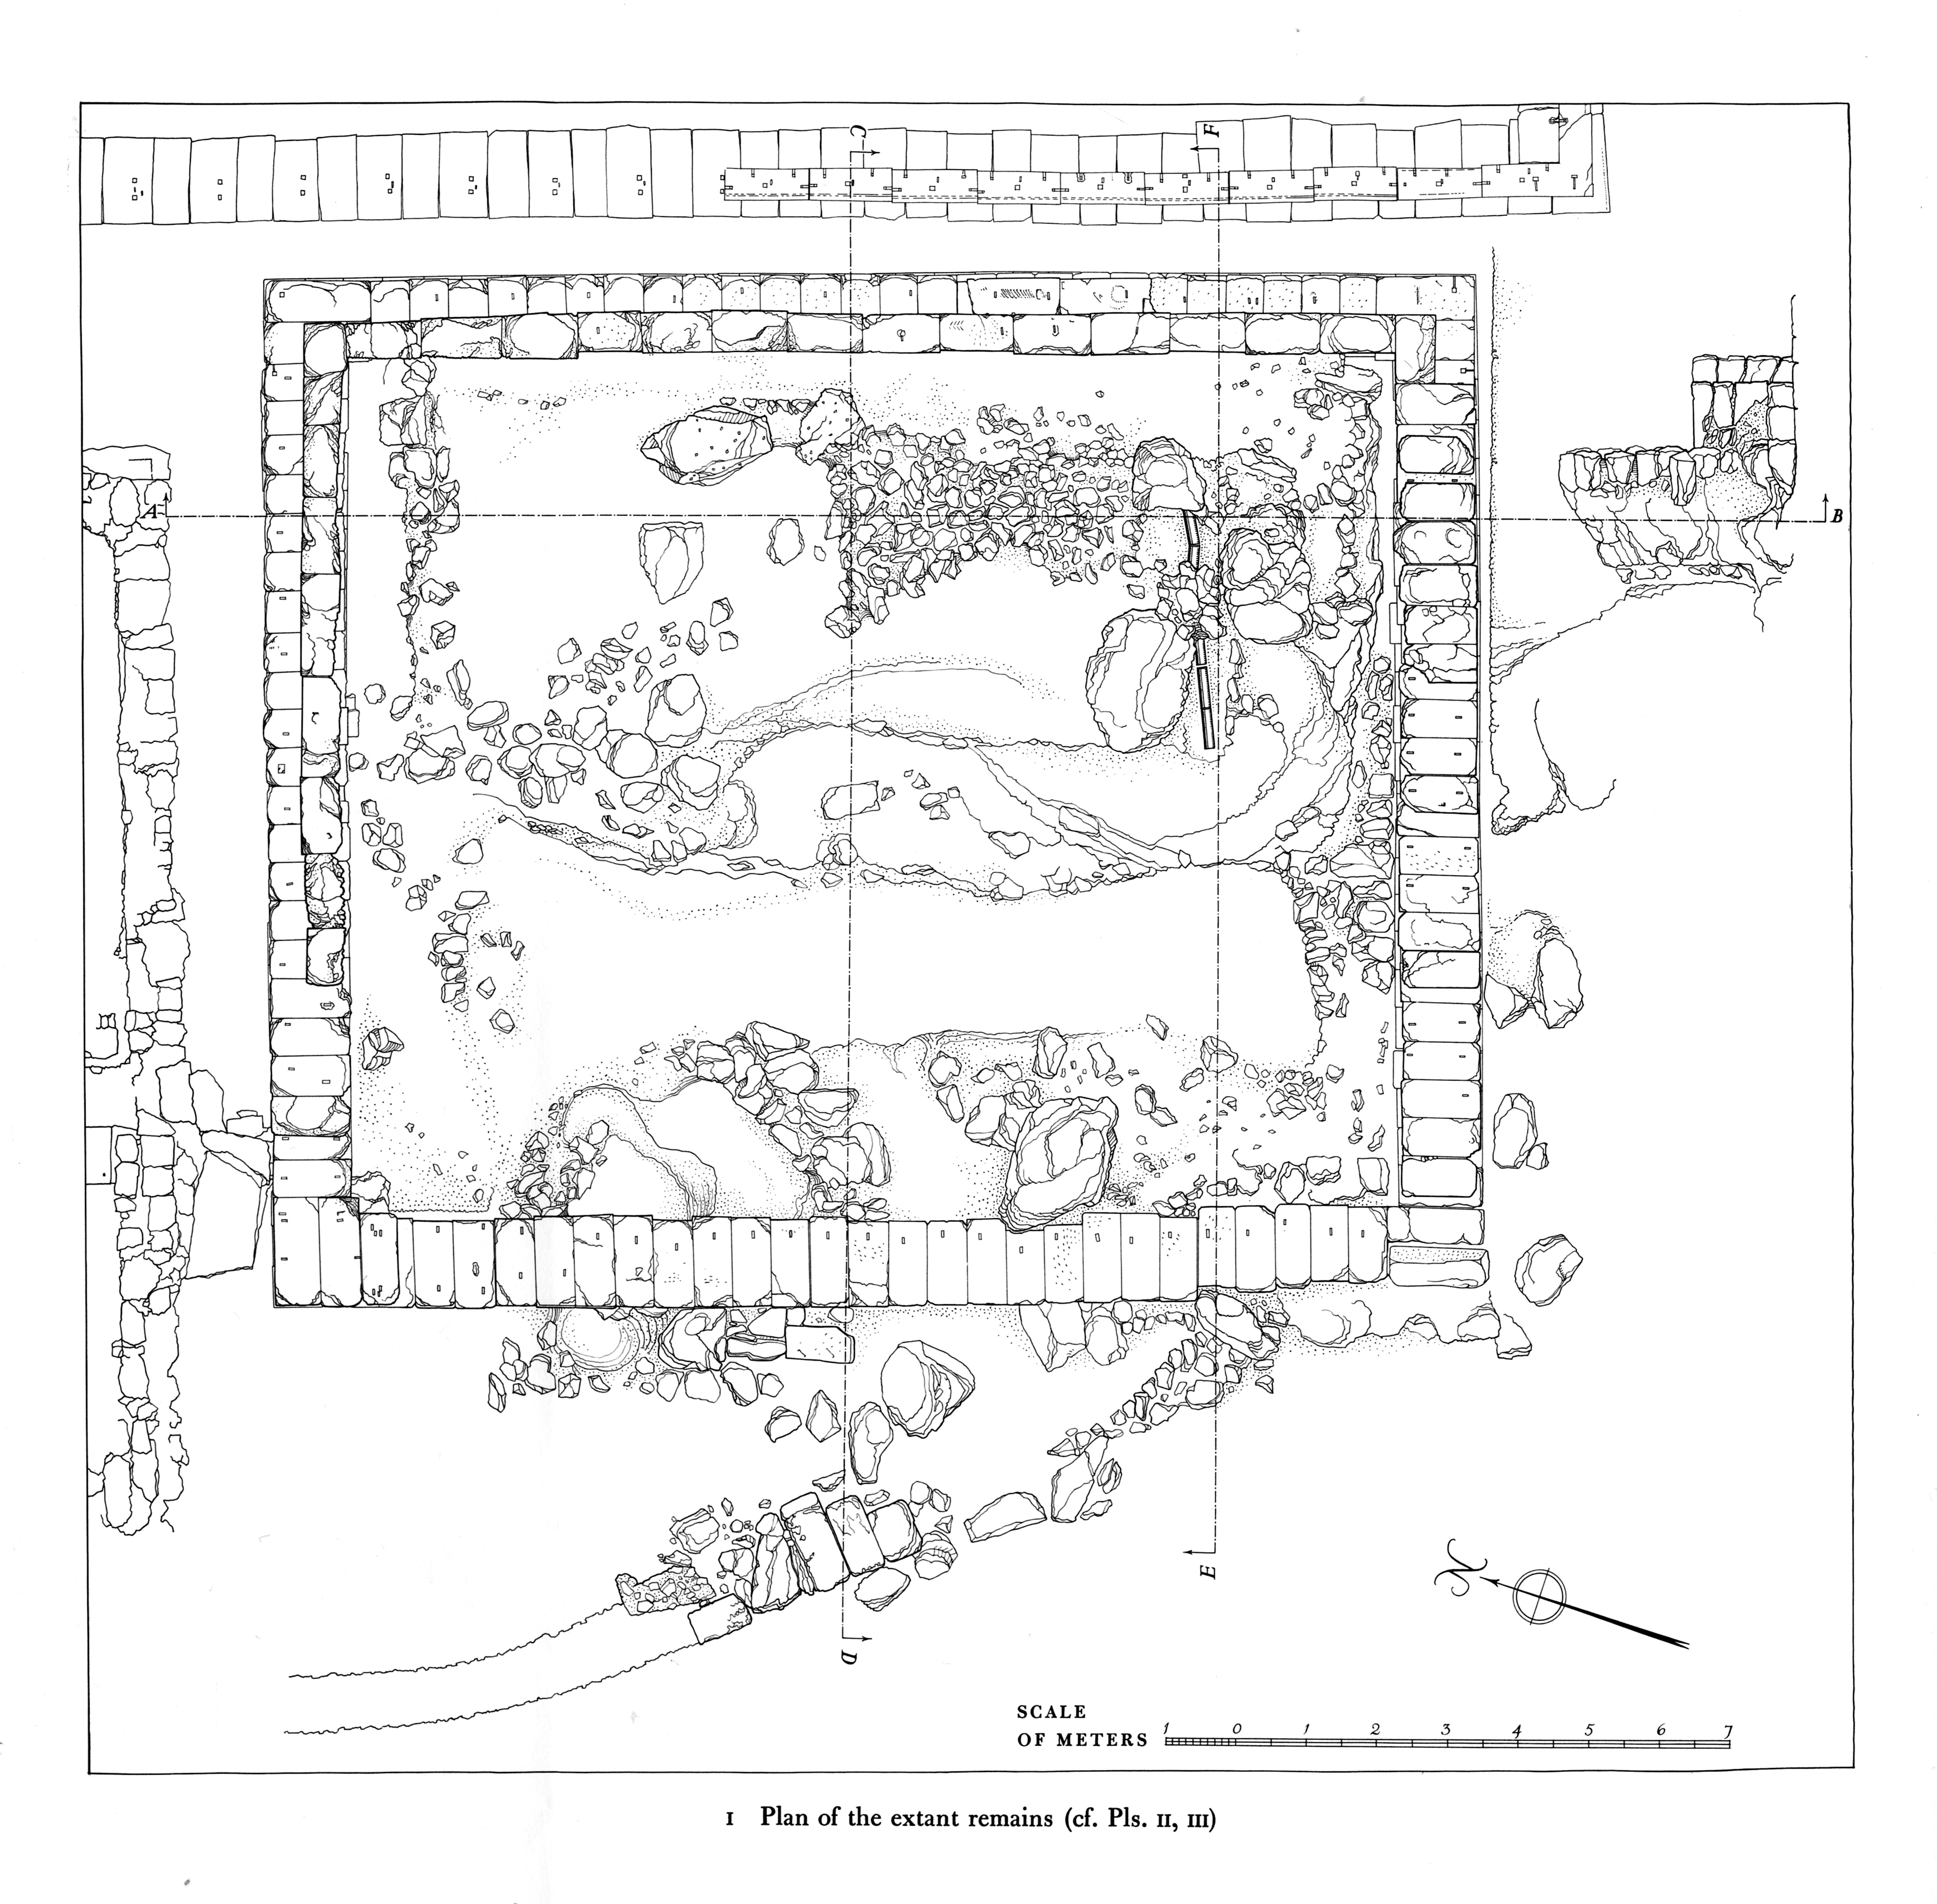 C
F
A
B
E
D
N
SCALE
OF METERS
1 0 1 2 3 4 5 6 7
I Plan of the extant remains (cf. Pls. II, III)